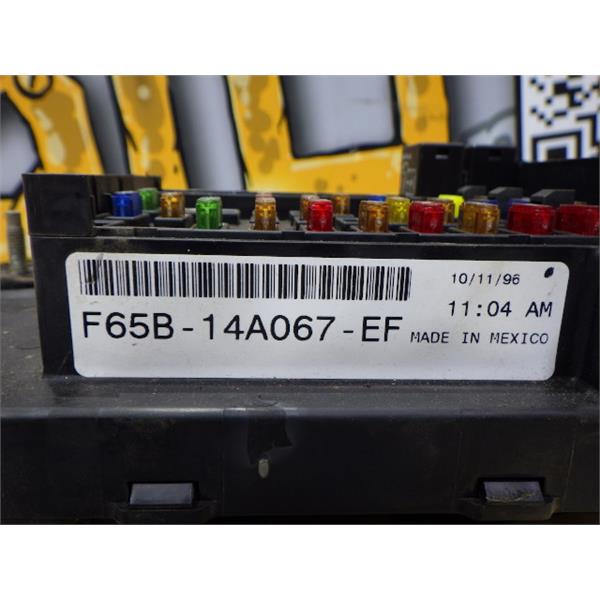 10/11/96
11:04 AM
F65B-14A067-EF
MADE IN MEXICO